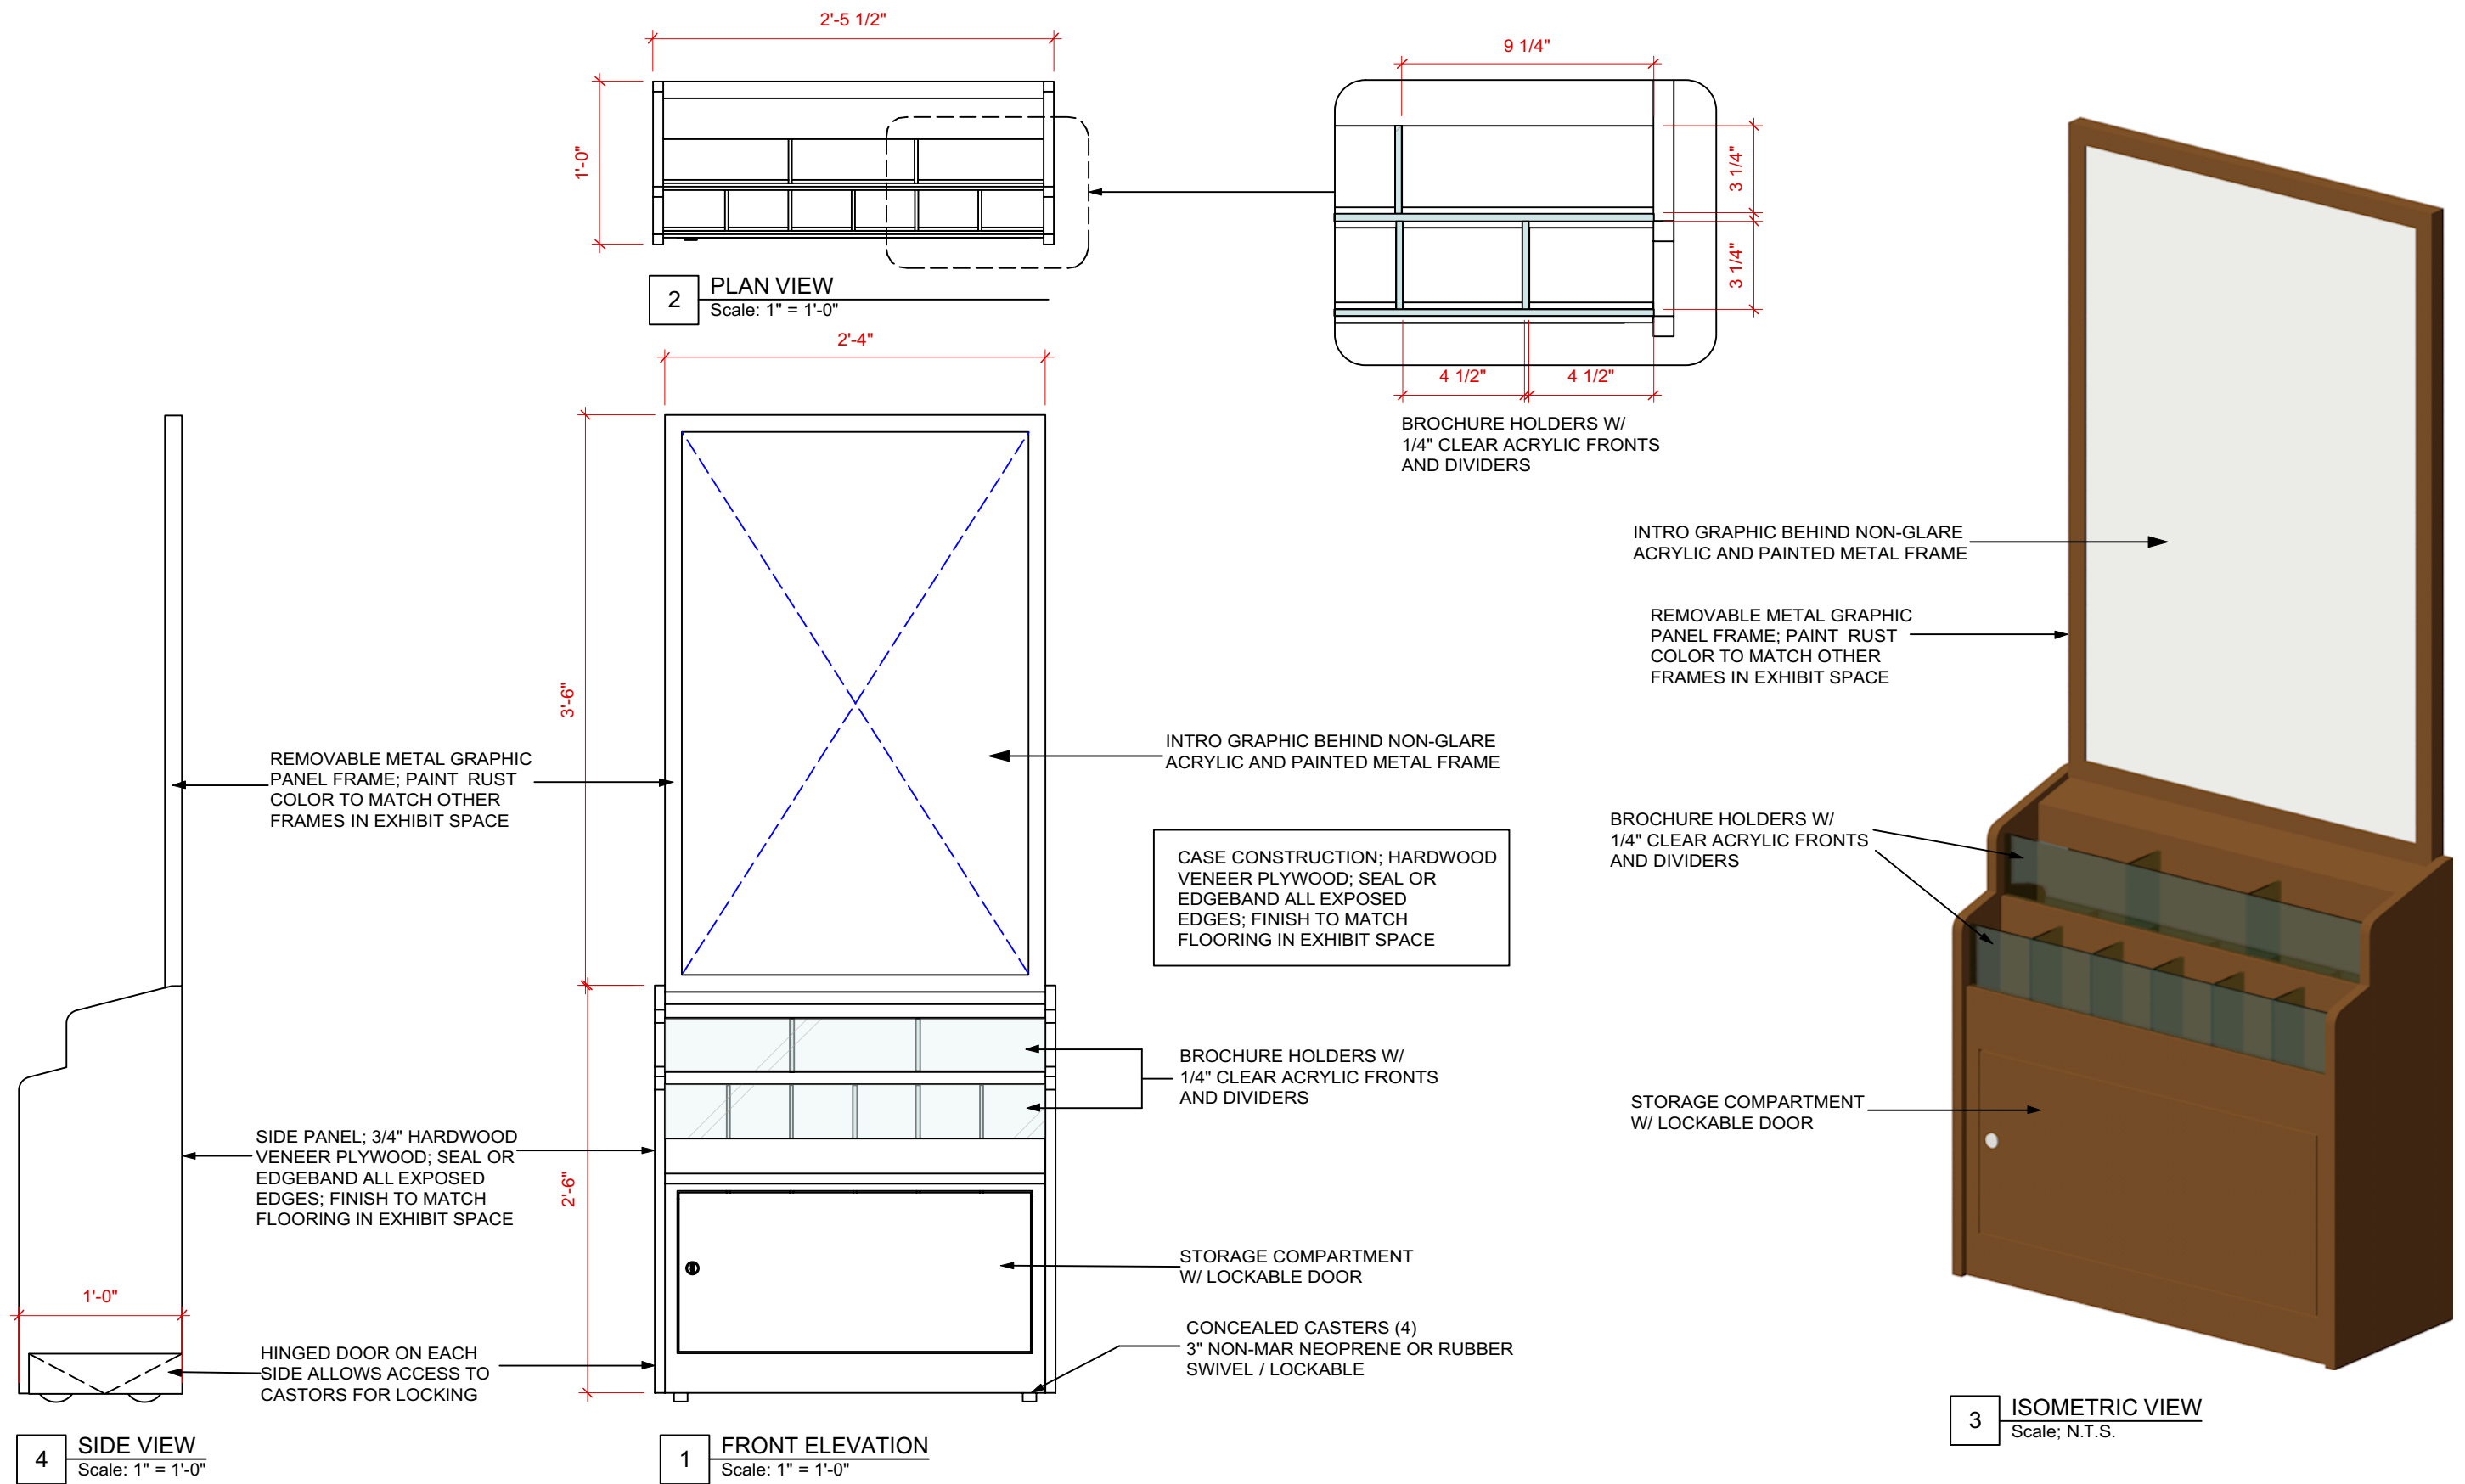 2'-5 1/2"
1'-0"
2 PLAN VIEW
Scale: 1" = 1'-0"
9 1/4"
3 1/4"
3 1/4"
4 1/2" 4 1/2"
BROCHURE HOLDERS W/
1/4" CLEAR ACRYLIC FRONTS
AND DIVIDERS
2'-4"
3'-6"
2'-6"
REMOVABLE METAL GRAPHIC
PANEL FRAME; PAINT RUST
COLOR TO MATCH OTHER
FRAMES IN EXHIBIT SPACE
SIDE PANEL; 3/4" HARDWOOD
VENEER PLYWOOD; SEAL OR
EDGEBAND ALL EXPOSED
EDGES; FINISH TO MATCH
FLOORING IN EXHIBIT SPACE
1'-0"
HINGED DOOR ON EACH
SIDE ALLOWS ACCESS TO
CASTORS FOR LOCKING
4 SIDE VIEW
Scale: 1" = 1'-0"
INTRO GRAPHIC BEHIND NON-GLARE
ACRYLIC AND PAINTED METAL FRAME
CASE CONSTRUCTION; HARDWOOD
VENEER PLYWOOD; SEAL OR
EDGEBAND ALL EXPOSED
EDGES; FINISH TO MATCH
FLOORING IN EXHIBIT SPACE
BROCHURE HOLDERS W/
1/4" CLEAR ACRYLIC FRONTS
AND DIVIDERS
STORAGE COMPARTMENT
W/ LOCKABLE DOOR
CONCEALED CASTERS (4)
3" NON-MAR NEOPRENE OR RUBBER
SWIVEL / LOCKABLE
1 FRONT ELEVATION
Scale: 1" = 1'-0"
INTRO GRAPHIC BEHIND NON-GLARE
ACRYLIC AND PAINTED METAL FRAME
REMOVABLE METAL GRAPHIC
PANEL FRAME; PAINT RUST
COLOR TO MATCH OTHER
FRAMES IN EXHIBIT SPACE
BROCHURE HOLDERS W/
1/4" CLEAR ACRYLIC FRONTS
AND DIVIDERS
STORAGE COMPARTMENT
W/ LOCKABLE DOOR
3 ISOMETRIC VIEW
Scale; N.T.S.